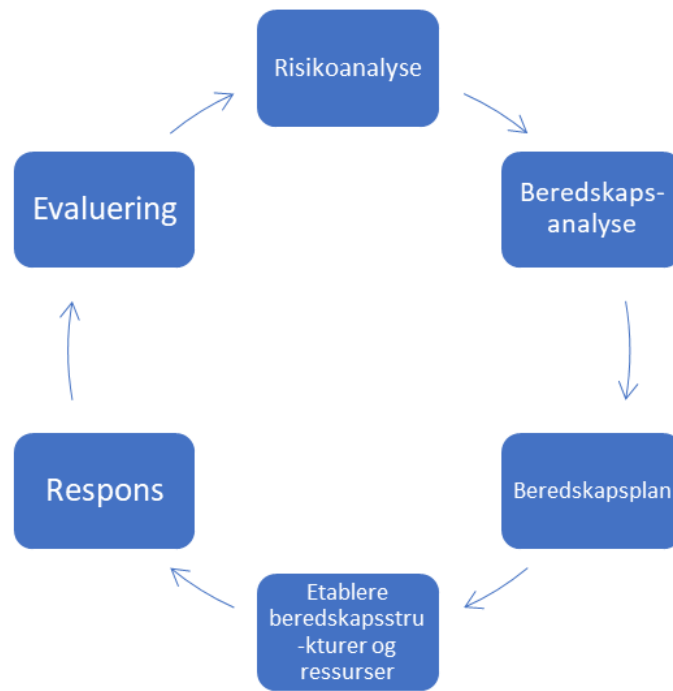 Risikoanalyse
Beredskaps-
analyse
Beredskapsplan
Etablere
beredskapsstru
-kturer og
ressurser
Respons
Evaluering